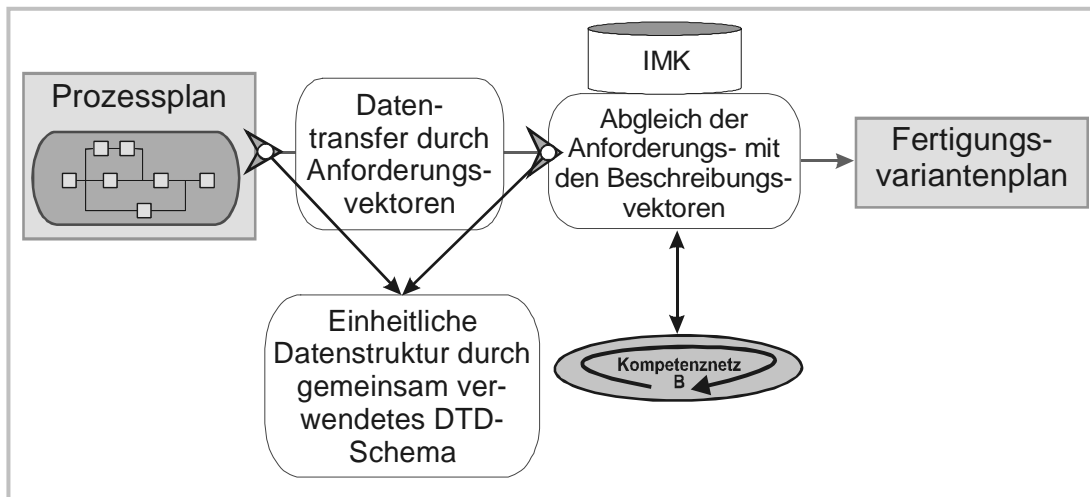 Prozessplan
Daten-
transfer durch
Anforderungs-
vektoren
IMK
Abgleich der
Anforderungs- mit
den Beschreibungs-
vektoren
Fertigungs-
variantenplan
Einheitliche
Datenstruktur durch
gemeinsam ver-
wendetes DTD-
Schema
Kompetenznetz
B